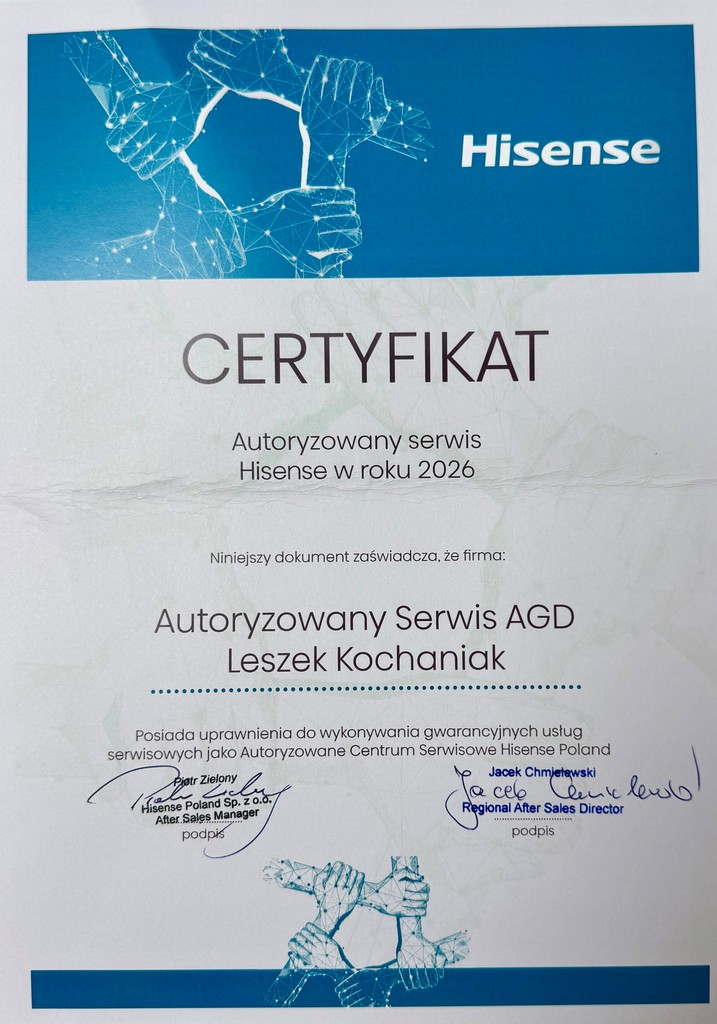 Hisense
CERTYFIKAT
Autoryzowany serwis
Hisense w roku 2026
Niniejszy dokument zaświadcza, że firma:
Autoryzowany Serwis AGD
Leszek Kochaniak
Posiada uprawnienia do wykonywania gwarancyjnych usług
serwisowych jako Autoryzowane Centrum Serwisowe Hisense Poland
Piotr Zielony
Hisense Poland Sp. z o.o.
After Sales Manager
podpis
Jacek Chmielewski
Jacek Chmielewski
Regional After Sales Director
podpis